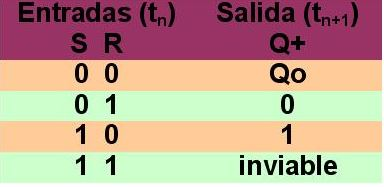 Entradas (tn) Salida (tn+1)
S R Q+
0 0 Qo
0 1 0
1 0 1
1 1 inviable